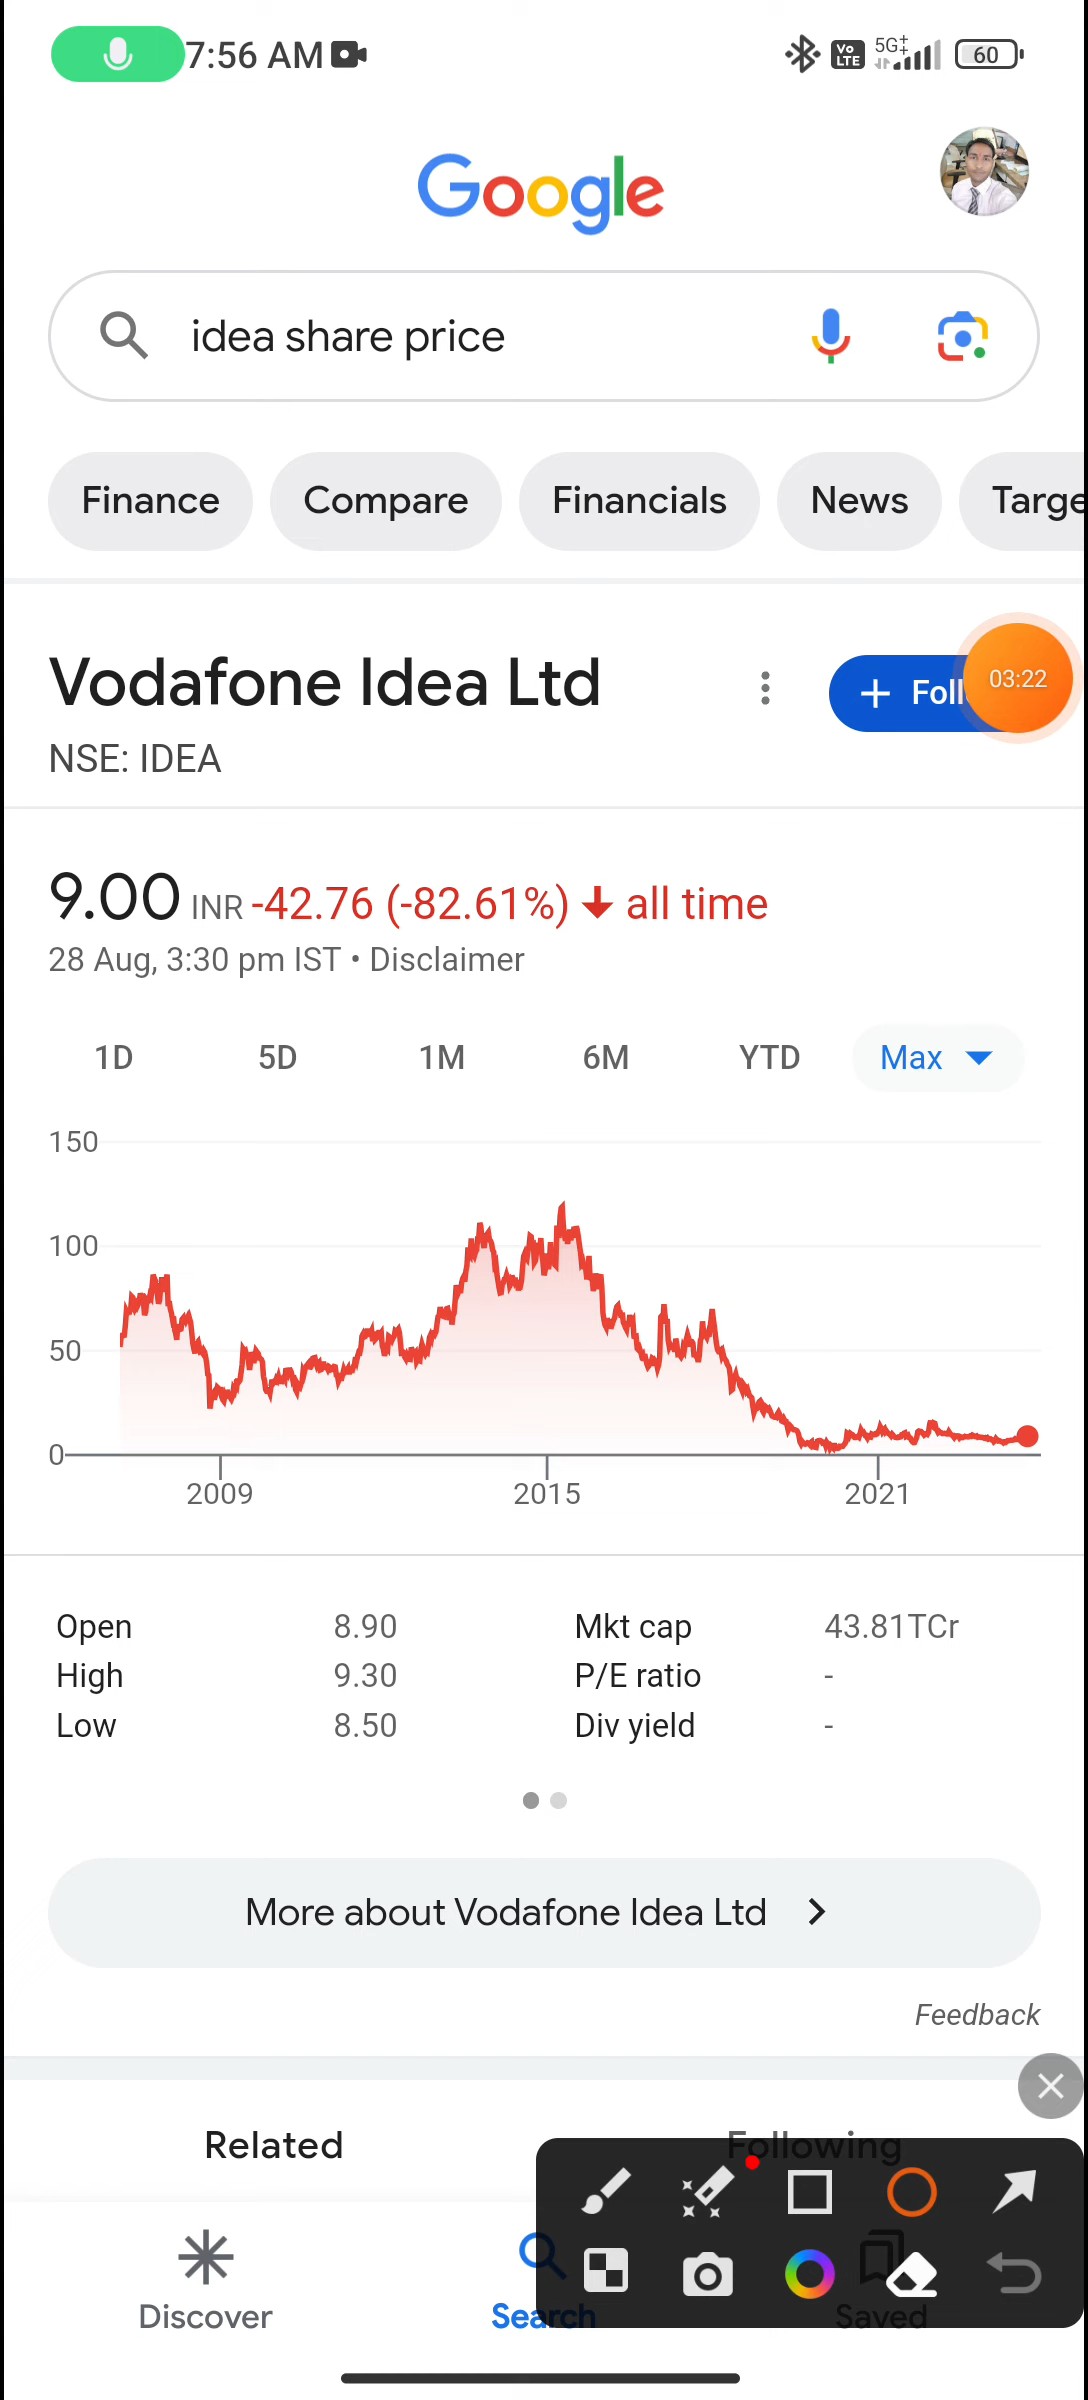 7:56 AM
Vo LTE 5G 60
Google
idea share price
Finance Compare Financials News Targe
Vodafone Idea Ltd
+ Foll 03:22
NSE: IDEA
9.00 INR -42.76 (-82.61%) ↓ all time
28 Aug, 3:30 pm IST • Disclaimer
1D 5D 1M 6M YTD Max
150
100
50
0
2009 2015 2021
Open 8.90 Mkt cap 43.81TCr
High 9.30 P/E ratio -
Low 8.50 Div yield -
More about Vodafone Idea Ltd
Feedback
Related Following
Discover Search Saved